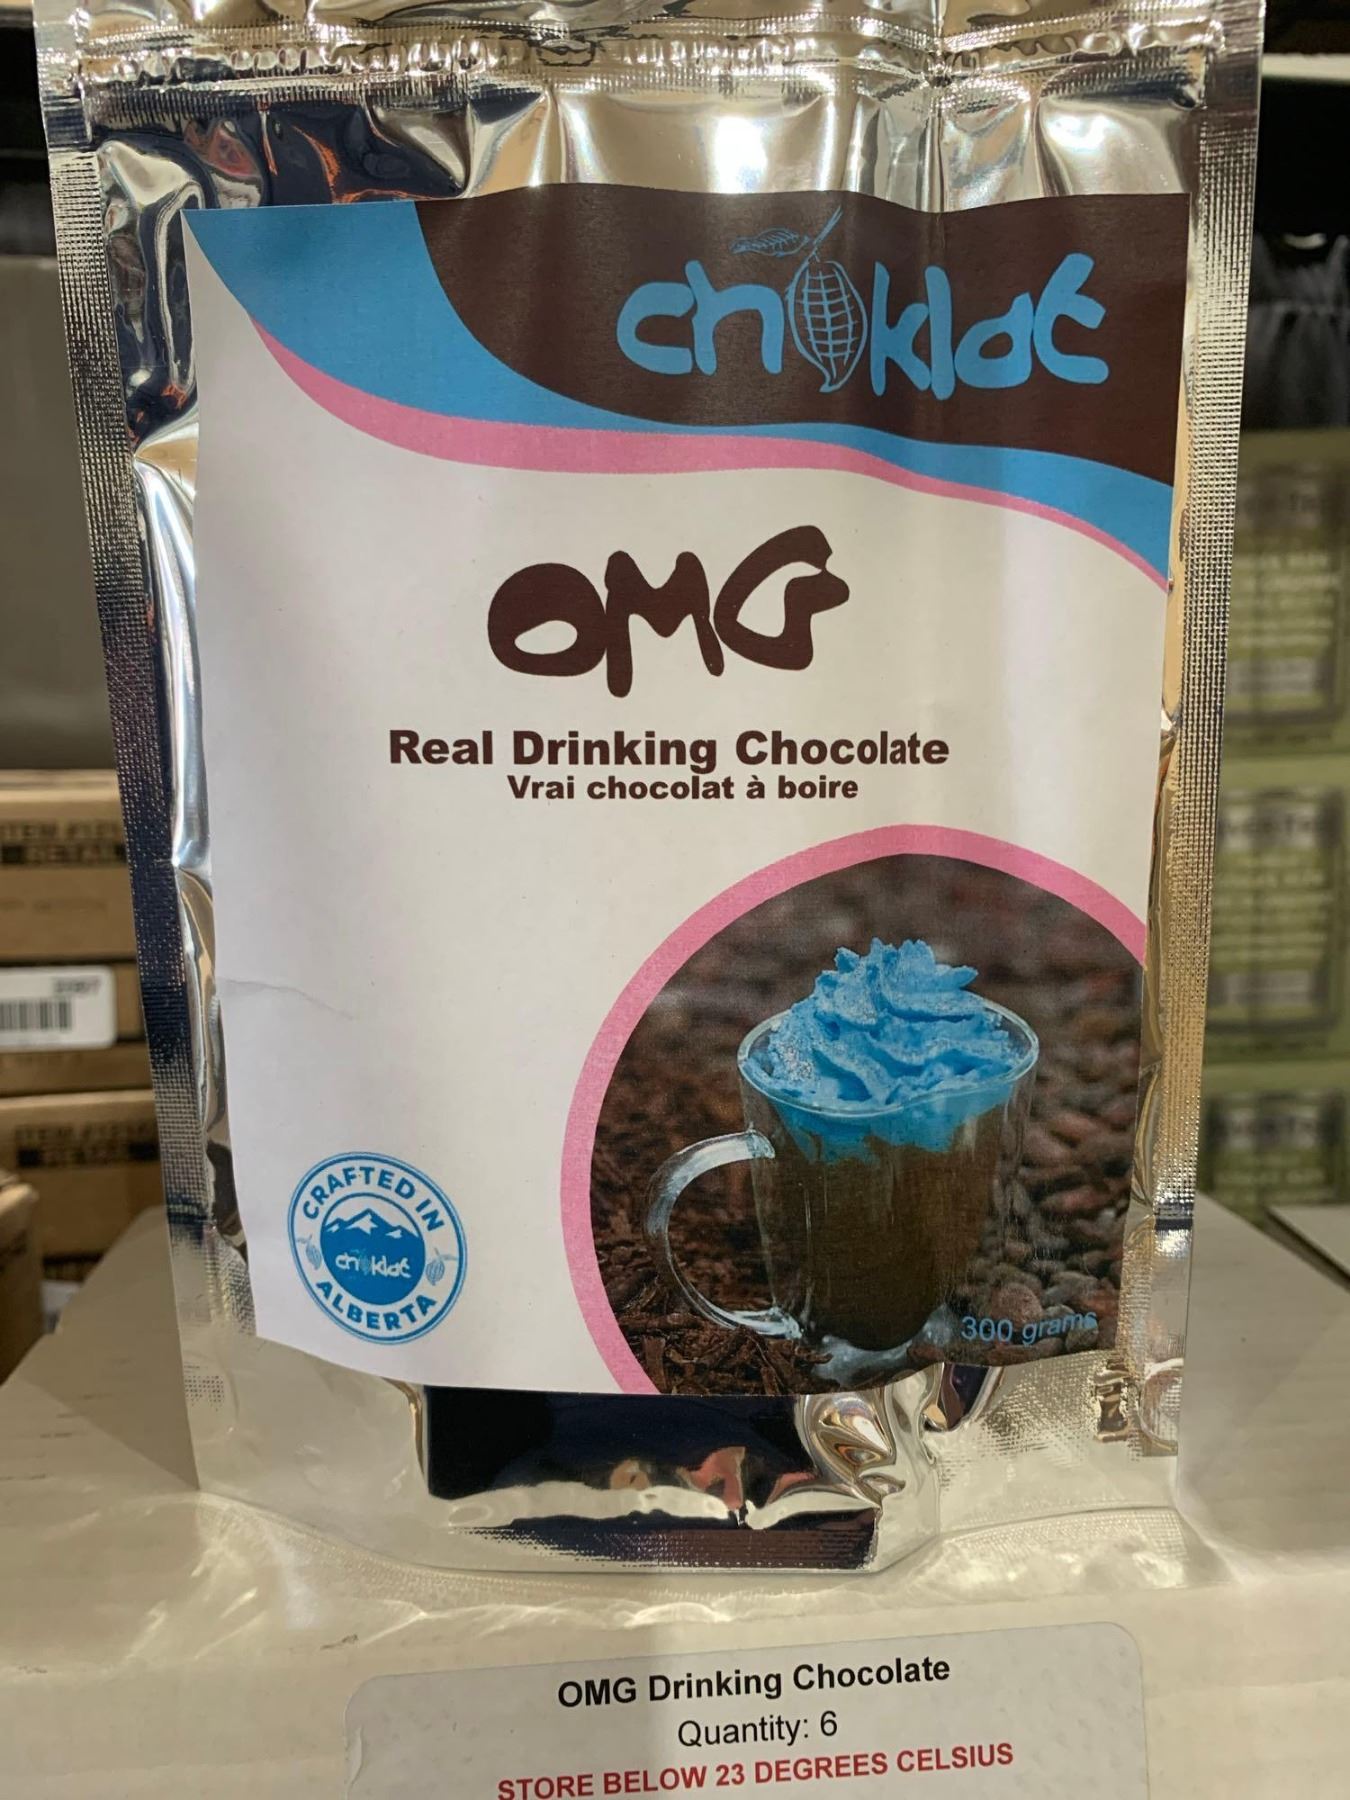 choklat
OMG
Real Drinking Chocolate
Vrai chocolat à boire
CRAFTED IN
choklat
ALBERTA
300 grams
OMG Drinking Chocolate
Quantity: 6
STORE BELOW 23 DEGREES CELSIUS